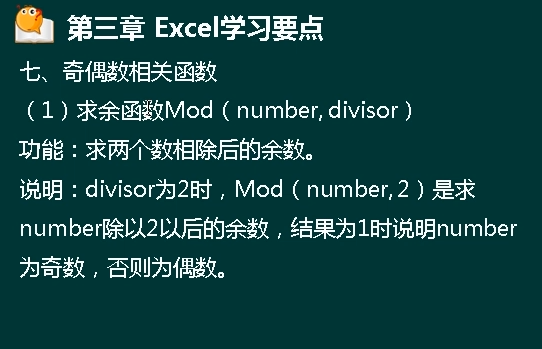 第三章 Excel学习要点
七、奇偶数相关函数
（1）求余函数Mod（number, divisor）
功能：求两个数相除后的余数。
说明：divisor为2时，Mod（number, 2）是求
number除以2以后的余数，结果为1时说明number
为奇数，否则为偶数。